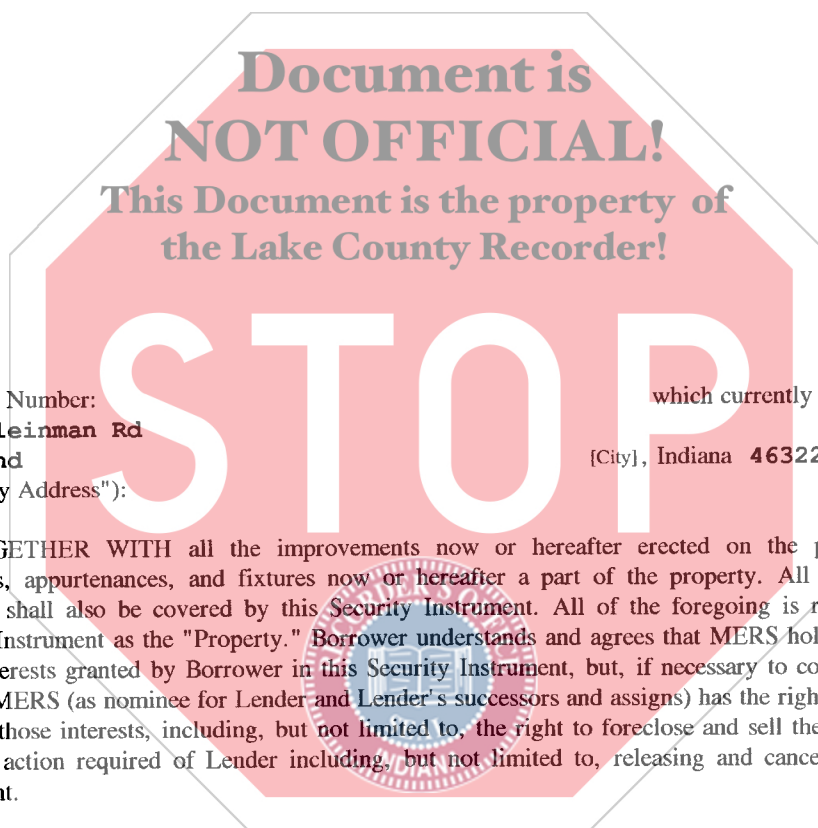 Document is
NOT OFFICIAL!
This Document is the property of
the Lake County Recorder!
STOP
Number: which currently
leinman Rd
nd [City], Indiana 46322
y Address"):
GETHER WITH all the improvements now or hereafter erected on the p
s, appurtenances, and fixtures now or hereafter a part of the property. All
shall also be covered by this Security Instrument. All of the foregoing is r
Instrument as the "Property." Borrower understands and agrees that MERS hol
erests granted by Borrower in this Security Instrument, but, if necessary to co
MERS (as nominee for Lender and Lender's successors and assigns) has the right
those interests, including, but not limited to, the right to foreclose and sell the
action required of Lender including, but not limited to, releasing and cance
nt.
RECORDER'S OFFICE
SEAL
INDIANA